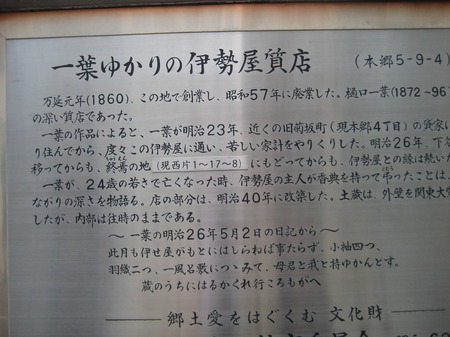 一葉ゆかりの伊勢屋質店
(本郷5-9-4)
万延元年(1860)、この地で創業し、昭和57年に廃業した。樋口一葉(1872~96)
の深い質店であった。
一葉の作品によると、一葉が明治23年、近くの旧菊坂町(現本郷4丁目)の貸家に
り住んでから、度々この伊勢屋に通い、苦しい家計をやりくりした。明治26年、下谷
移ってからも、終焉の地(現西片1~17~8)にもどってからも、伊勢屋との縁は続いた
一葉が、24歳の若さで亡くなった時、伊勢屋の主人が香典を持って弔ったことは、
ながりの深さを物語る。店の部分は、明治40年に改築した。土蔵は、外壁を関東大
したが、内部は往時のままである。
~一葉の明治26年5月2日の日記から~
此月も伊せ屋がもとにはしらねば事たらず、小袖四つ、
羽織二つ、一風呂敷につゝみて、母君と我と持ゆかんとす。
蔵のうちにはるかくれ行ころもがへ
郷土愛をはぐくむ 文化財